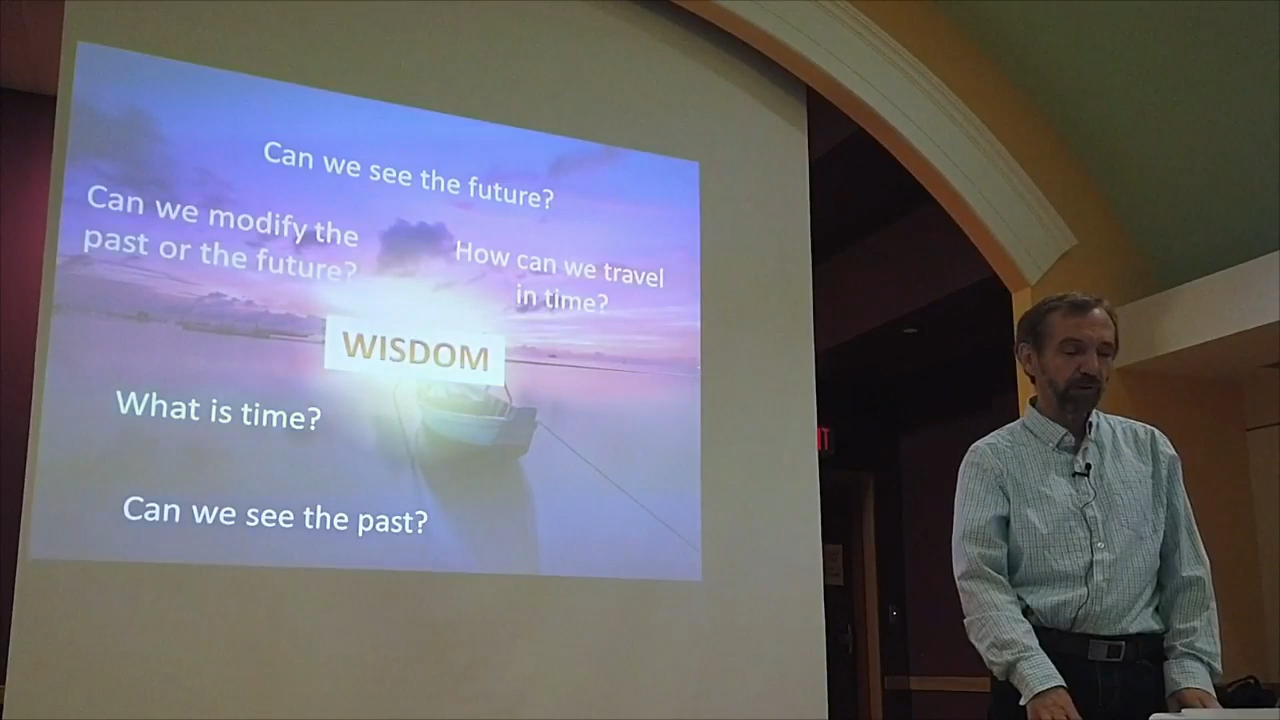 Can we see the future?
Can we modify the
past or the future?
How can we travel
in time?
WISDOM
What is time?
Can we see the past?